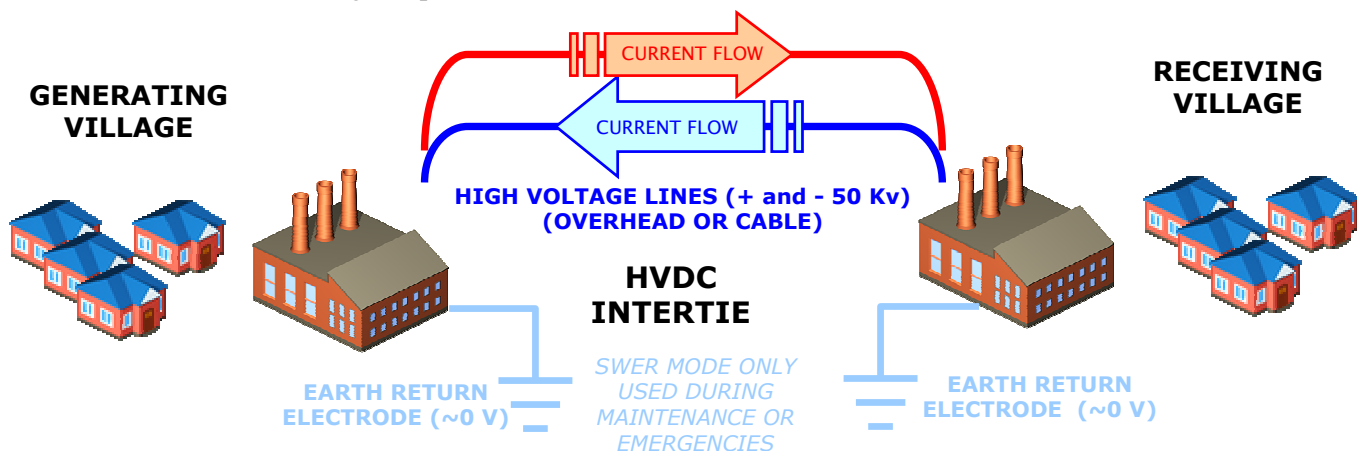 CURRENT FLOW
GENERATING
VILLAGE
RECEIVING
VILLAGE
CURRENT FLOW
HIGH VOLTAGE LINES (+ and - 50 Kv)
(OVERHEAD OR CABLE)
HVDC
INTERTIE
EARTH RETURN
ELECTRODE (~0 V)
SWER MODE ONLY
USED DURING
MAINTENANCE OR
EMERGENCIES
EARTH RETURN
ELECTRODE (~0 V)